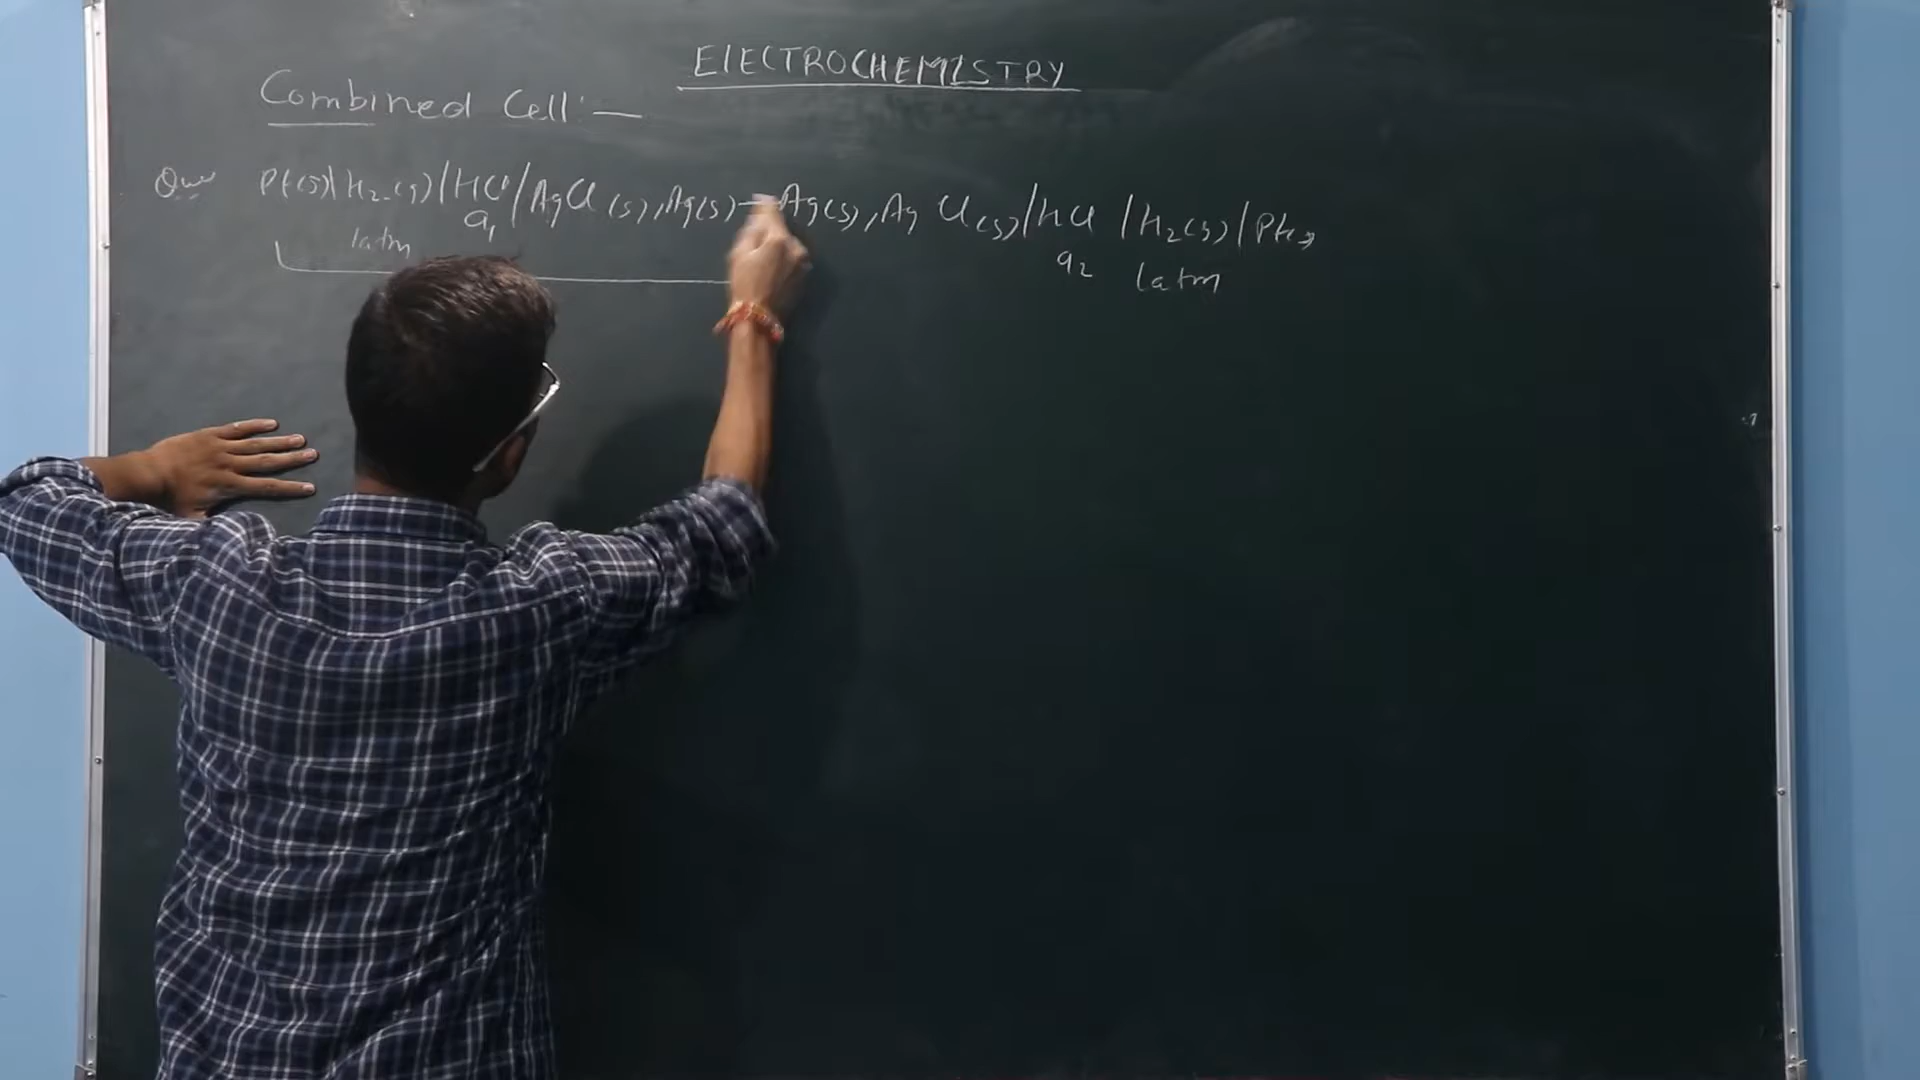 ElECTROCHEMISTRY
Combined Cell:—
Que Pt(s)|H2(g)/HCl/AgCl(s),Ag(s)—Ag(s),AgCl(s)/HCl/H2(g)/Pt(s)
1atm a1 a2 1atm